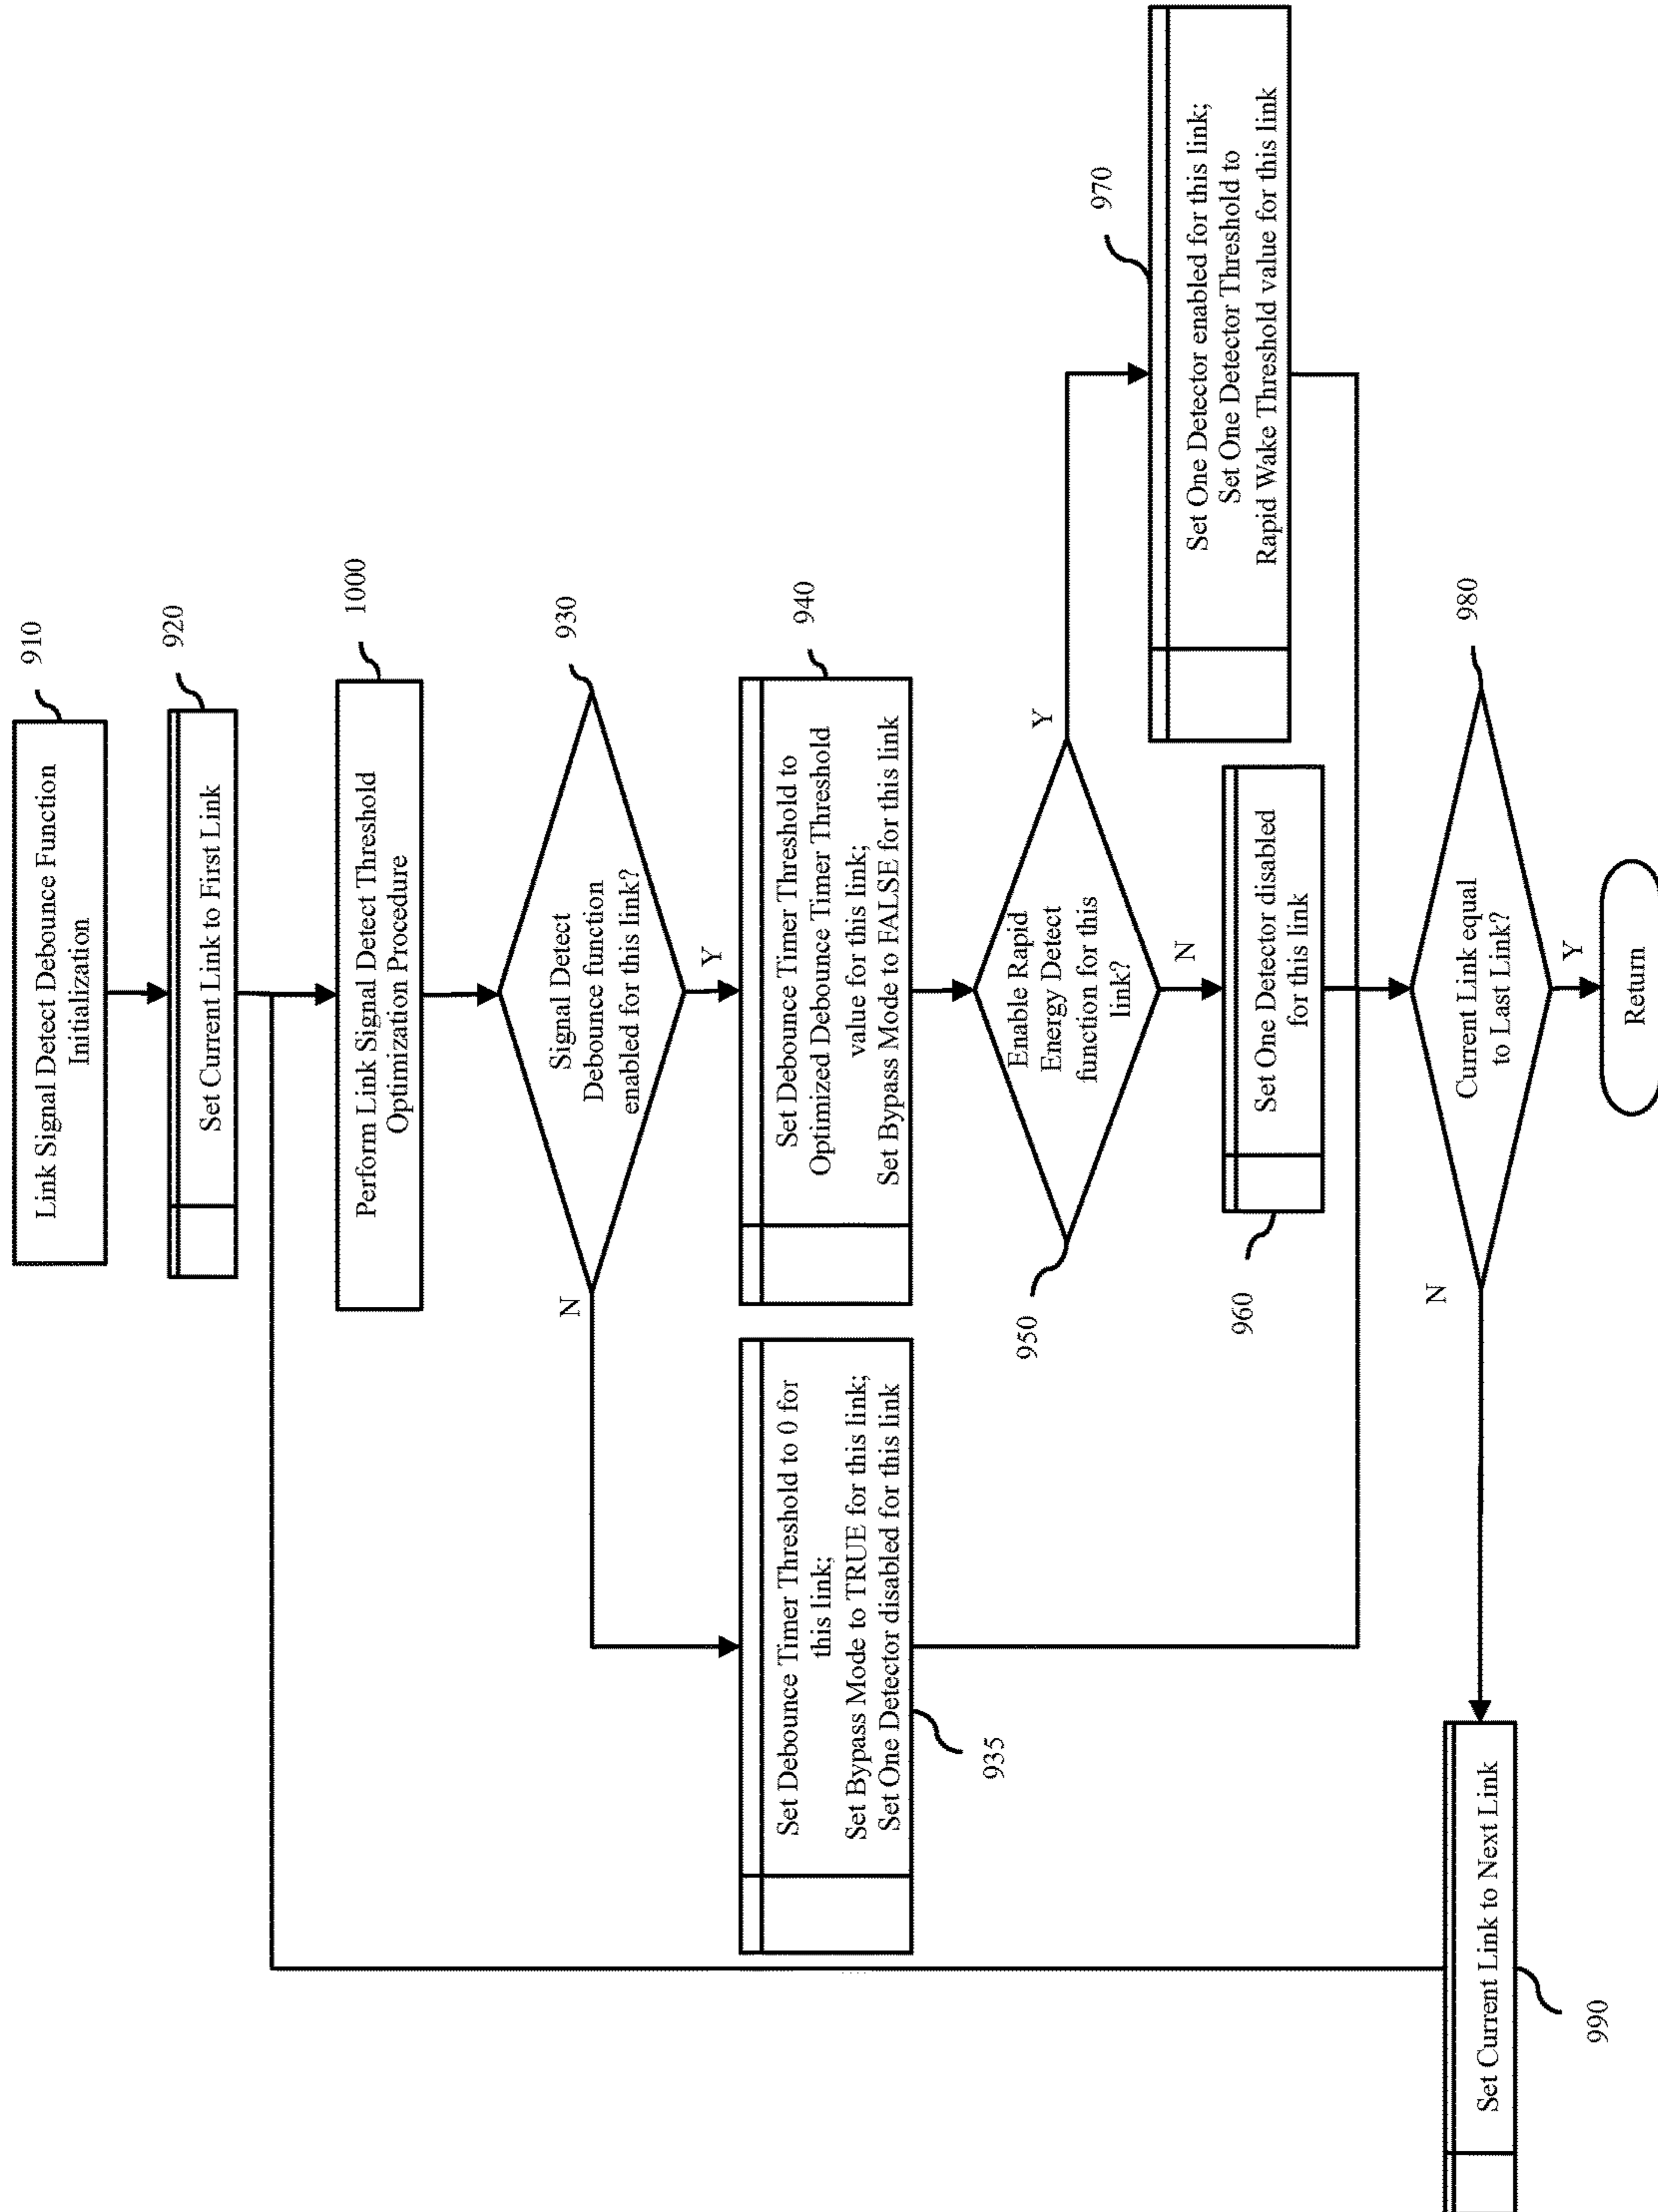 910
Link Signal Detect Debounce Function
Initialization
920
Set Current Link to First Link
1000
Perform Link Signal Detect Threshold
Optimization Procedure
930
Signal Detect
Debounce function
enabled for this link?
N
Y
Set Debounce Timer Threshold to 0 for
this link;
Set Bypass Mode to TRUE for this link;
Set One Detector disabled for this link
935
940
Set Debounce Timer Threshold to
Optimized Debounce Timer Threshold
value for this link;
Set Bypass Mode to FALSE for this link
950
Enable Rapid
Energy Detect
function for this
link?
Y
N
970
Set One Detector enabled for this link;
Set One Detector Threshold to
Rapid Wake Threshold value for this link
960
Set One Detector disabled
for this link
980
Current Link equal
to Last Link?
N
Y
Set Current Link to Next Link
990
Return